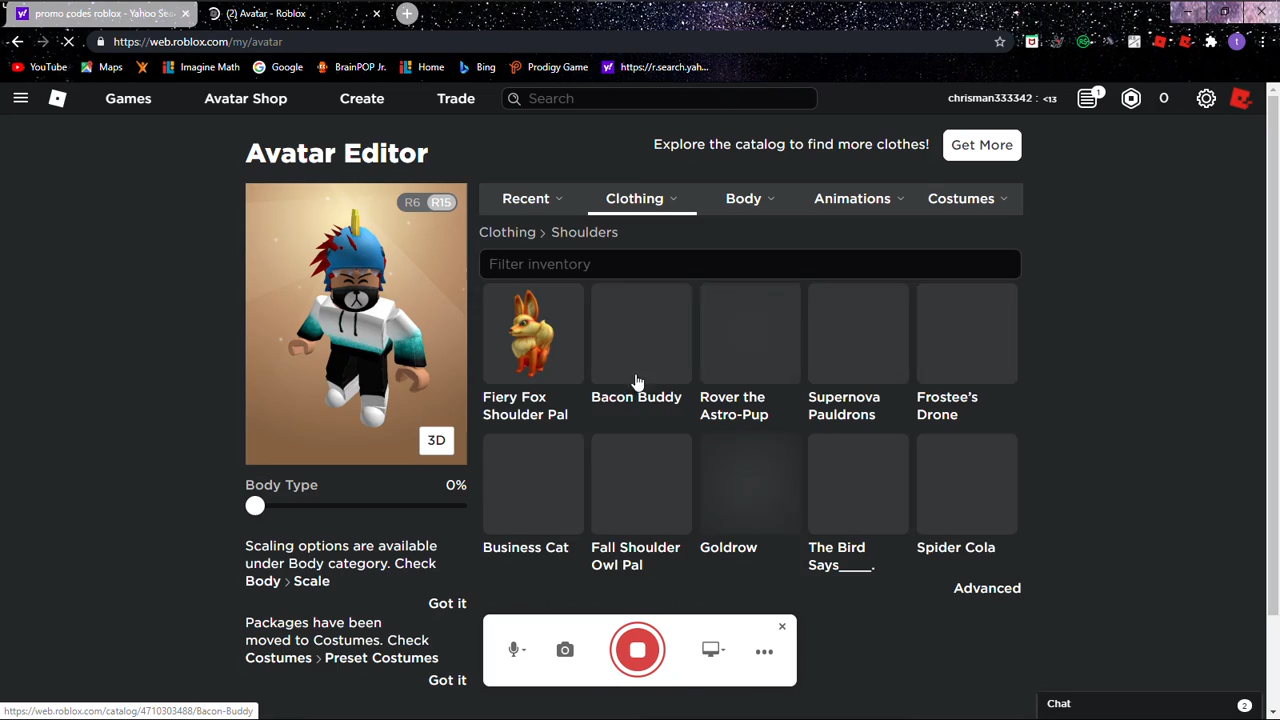 promo codes roblox - Yahoo Sea
(2) Avatar - Roblox
https://web.roblox.com/my/avatar
YouTube Maps Imagine Math Google BrainPOP Jr. Home Bing Prodigy Game https://r.search.yah...
Games Avatar Shop Create Trade Search chrisman333342 : <13 1 0
Avatar Editor
Explore the catalog to find more clothes! Get More
R6 R15
Recent Clothing Body Animations Costumes
Clothing > Shoulders
Filter inventory
Fiery Fox
Shoulder Pal
Bacon Buddy
Rover the
Astro-Pup
Supernova
Pauldrons
Frostee's
Drone
3D
Body Type 0%
Business Cat
Fall Shoulder
Owl Pal
Goldrow
The Bird
Says____.
Spider Cola
Scaling options are available
under Body category. Check
Body > Scale
Got it
Advanced
Packages have been
moved to Costumes. Check
Costumes > Preset Costumes
Got it
https://web.roblox.com/catalog/4710303488/Bacon-Buddy
Chat 2